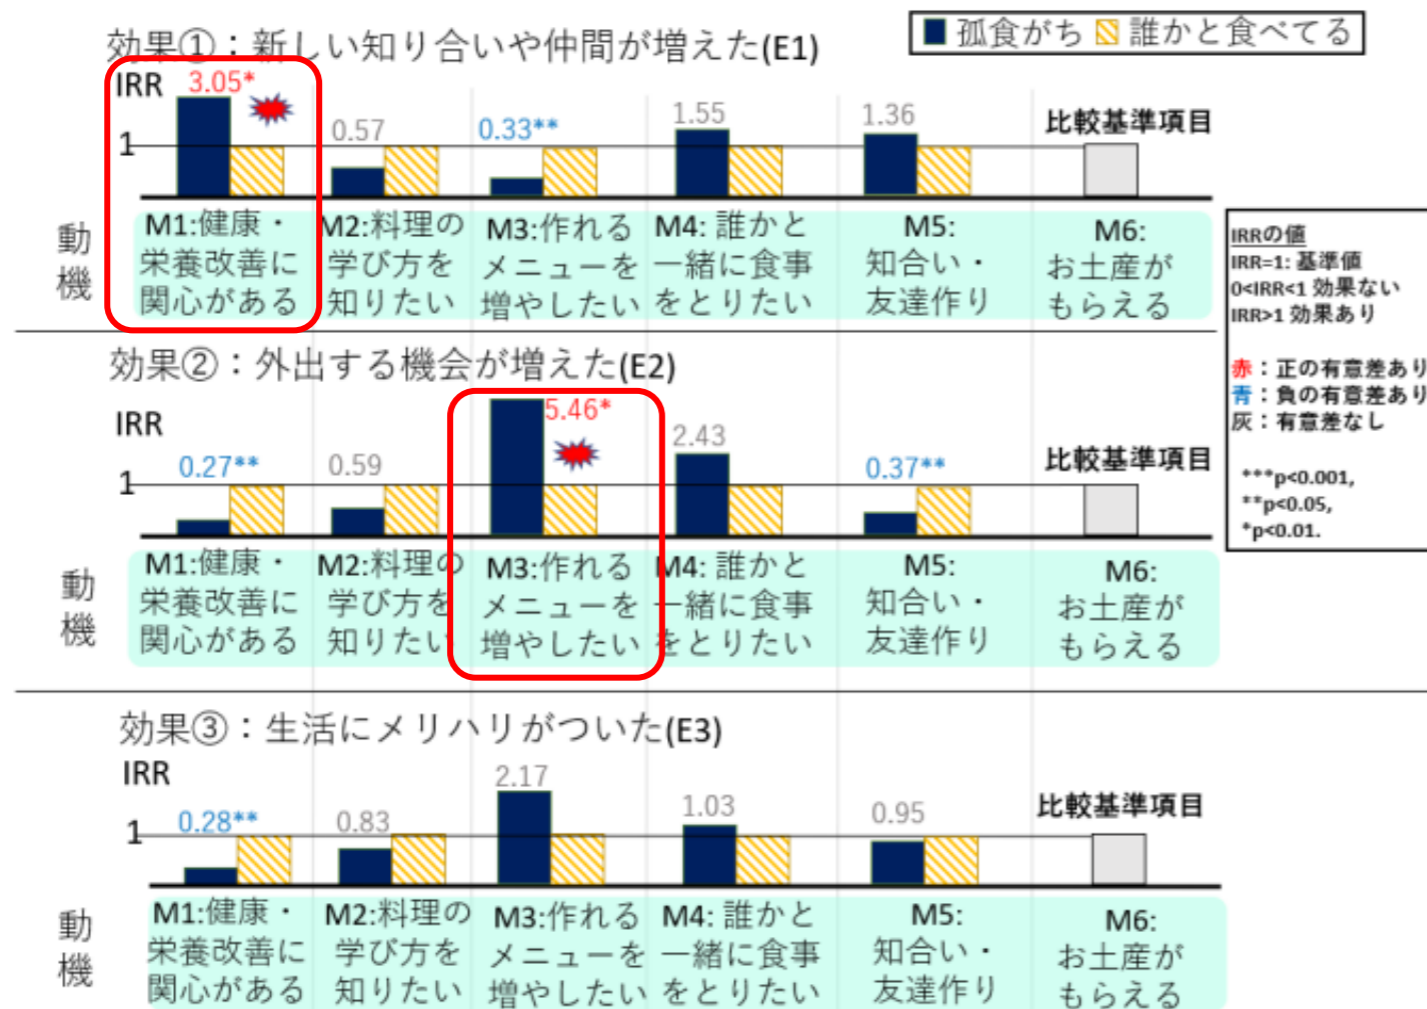 孤食がち 誰かと食べてる
効果①：新しい知り合いや仲間が増えた(E1)
IRR
3.05*
0.57
0.33**
1.55
1.36
比較基準項目
1
動機
M1:健康・
栄養改善に
関心がある
M2:料理の
学び方を
知りたい
M3:作れる
メニューを
増やしたい
M4: 誰かと
一緒に食事
をとりたい
M5:
知合い・
友達作り
M6:
お土産が
もらえる
IRRの値
IRR=1: 基準値
0<IRR<1 効果ない
IRR>1 効果あり
赤：正の有意差あり
青：負の有意差あり
灰：有意差なし
***p<0.001,
**p<0.05,
*p<0.01.
効果②：外出する機会が増えた(E2)
IRR
0.27**
0.59
5.46*
2.43
0.37**
比較基準項目
1
動機
M1:健康・
栄養改善に
関心がある
M2:料理の
学び方を
知りたい
M3:作れる
メニューを
増やしたい
M4: 誰かと
一緒に食事
をとりたい
M5:
知合い・
友達作り
M6:
お土産が
もらえる
効果③：生活にメリハリがついた(E3)
IRR
0.28**
0.83
2.17
1.03
0.95
比較基準項目
1
動機
M1:健康・
栄養改善に
関心がある
M2:料理の
学び方を
知りたい
M3:作れる
メニューを
増やしたい
M4: 誰かと
一緒に食事
をとりたい
M5:
知合い・
友達作り
M6:
お土産が
もらえる